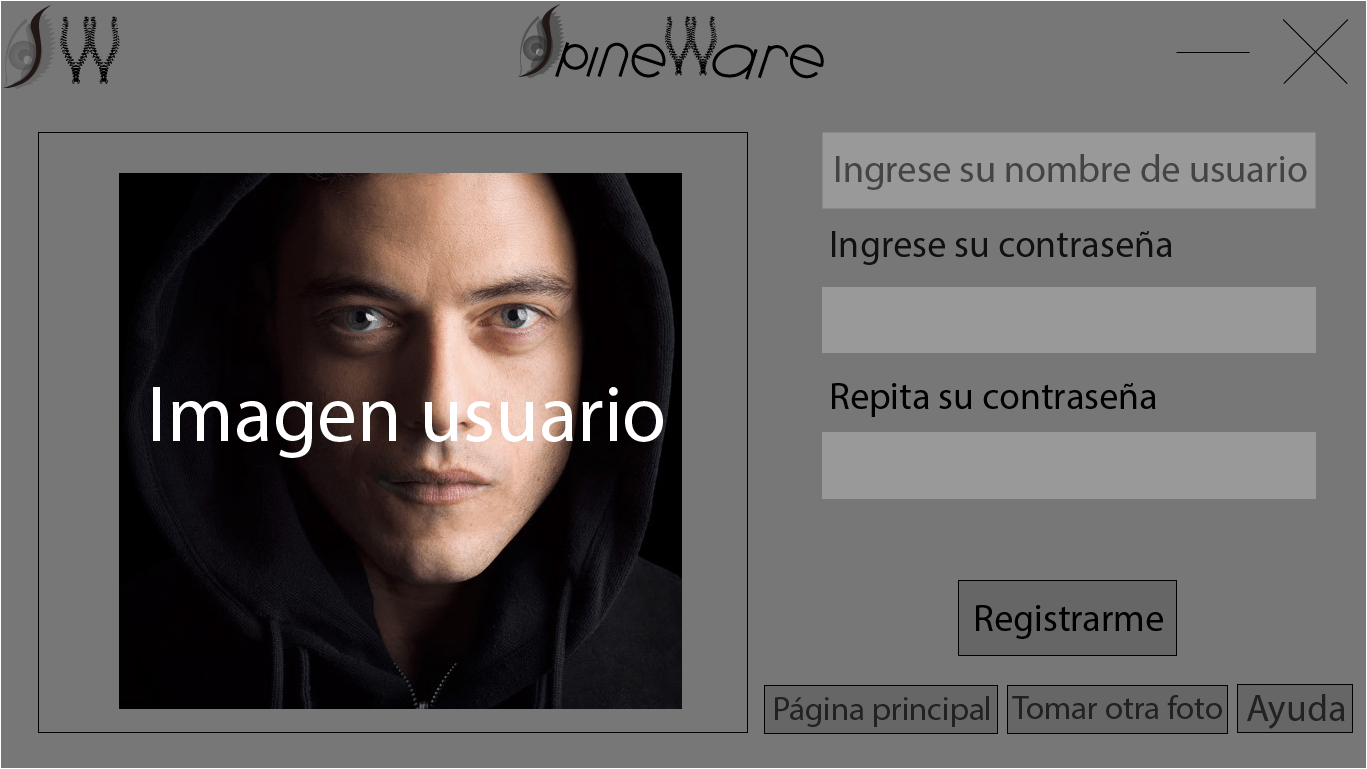 SW
SpineWare
Ingrese su nombre de usuario
Ingrese su contraseña
Imagen usuario
Repita su contraseña
Registrarme
Página principal
Tomar otra foto
Ayuda